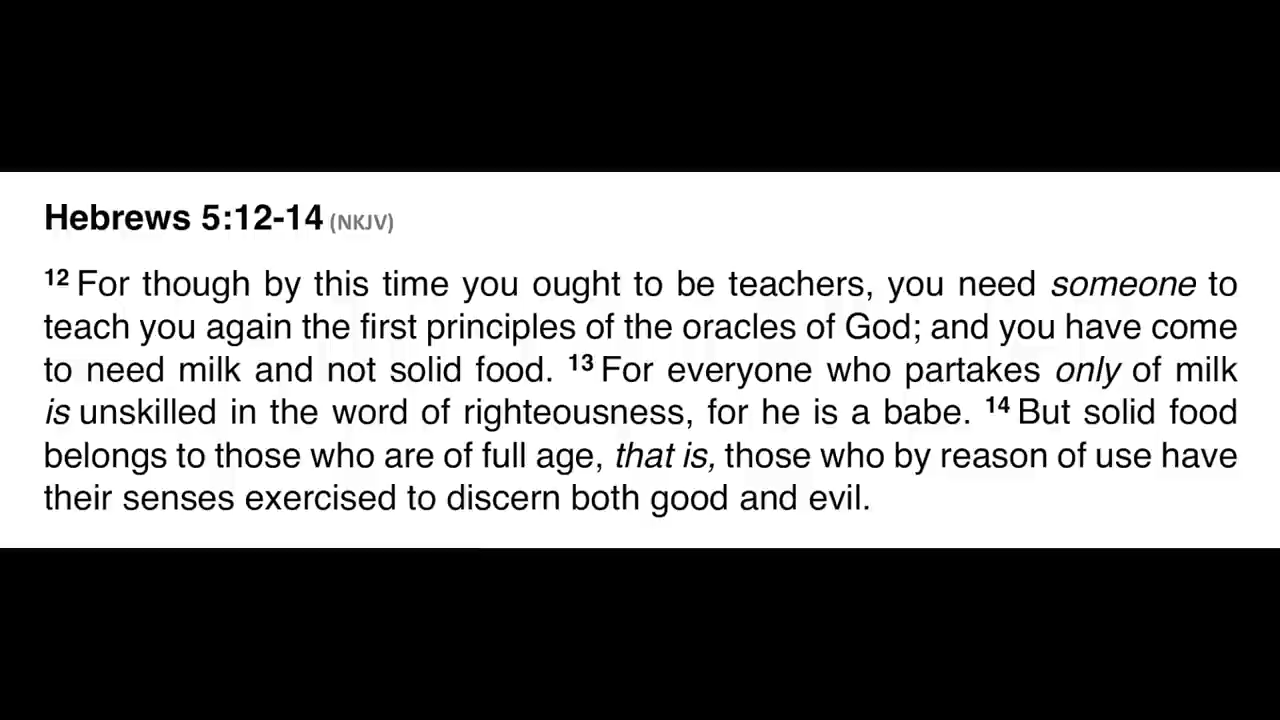 Hebrews 5:12-14 (NKJV)
12 For though by this time you ought to be teachers, you need someone to
teach you again the first principles of the oracles of God; and you have come
to need milk and not solid food. 13 For everyone who partakes only of milk
is unskilled in the word of righteousness, for he is a babe. 14 But solid food
belongs to those who are of full age, that is, those who by reason of use have
their senses exercised to discern both good and evil.